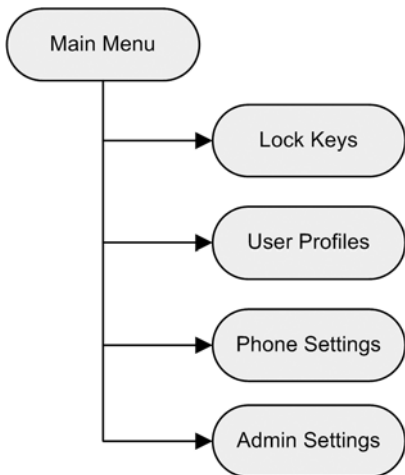 Main Menu
Lock Keys
User Profiles
Phone Settings
Admin Settings